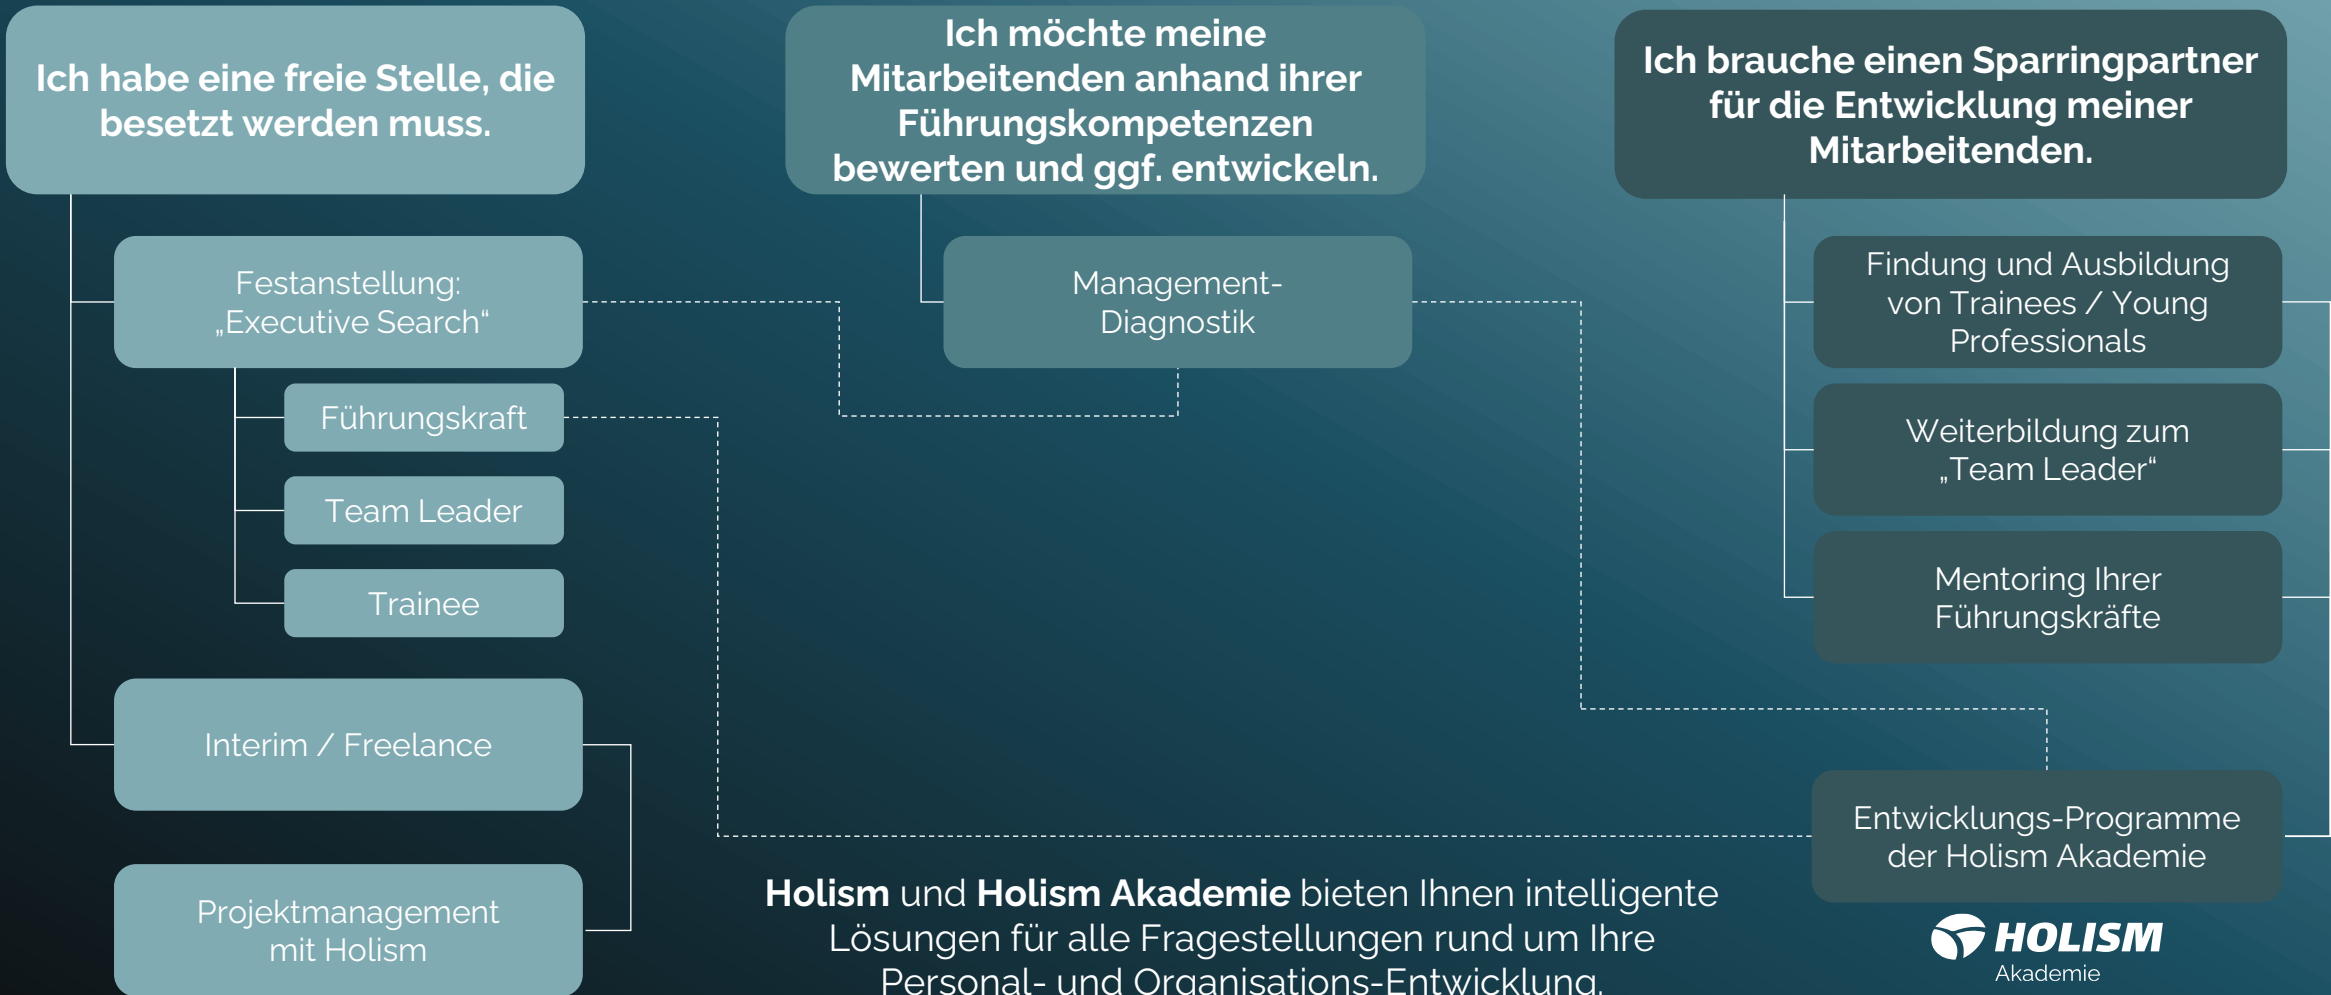 Ich habe eine freie Stelle, die
besetzt werden muss.
Festanstellung:
„Executive Search“
Führungskraft
Team Leader
Trainee
Interim / Freelance
Projektmanagement
mit Holism
Ich möchte meine
Mitarbeitenden anhand ihrer
Führungskompetenzen
bewerten und ggf. entwickeln.
Management-
Diagnostik
Ich brauche einen Sparringpartner
für die Entwicklung meiner
Mitarbeitenden.
Findung und Ausbildung
von Trainees / Young
Professionals
Weiterbildung zum
„Team Leader“
Mentoring Ihrer
Führungskräfte
Entwicklungs-Programme
der Holism Akademie
Holism und Holism Akademie bieten Ihnen intelligente
Lösungen für alle Fragestellungen rund um Ihre
Personal- und Organisations-Entwicklung.
HOLISM
Akademie